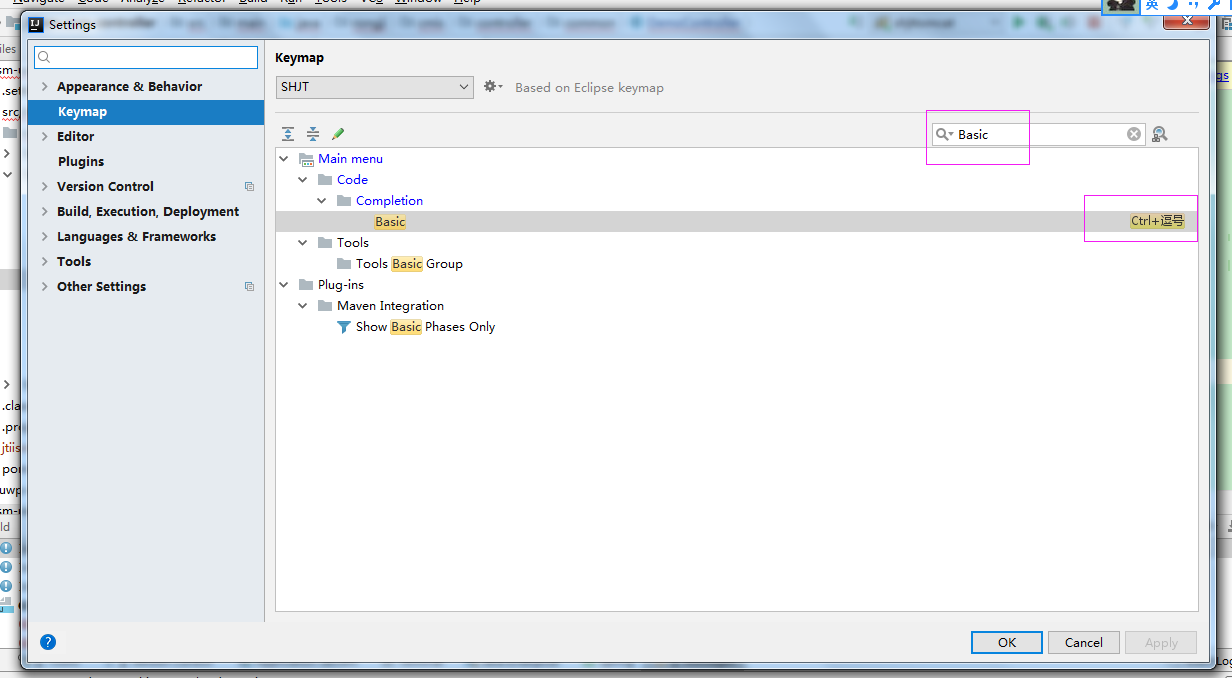 Settings
Keymap
SHJT
Based on Eclipse keymap
Appearance & Behavior
Keymap
Editor
Plugins
Version Control
Build, Execution, Deployment
Languages & Frameworks
Tools
Other Settings
Basic
Main menu
Code
Completion
Basic Ctrl+逗号
Tools
Tools Basic Group
Plug-ins
Maven Integration
Show Basic Phases Only
? OK Cancel Apply
英